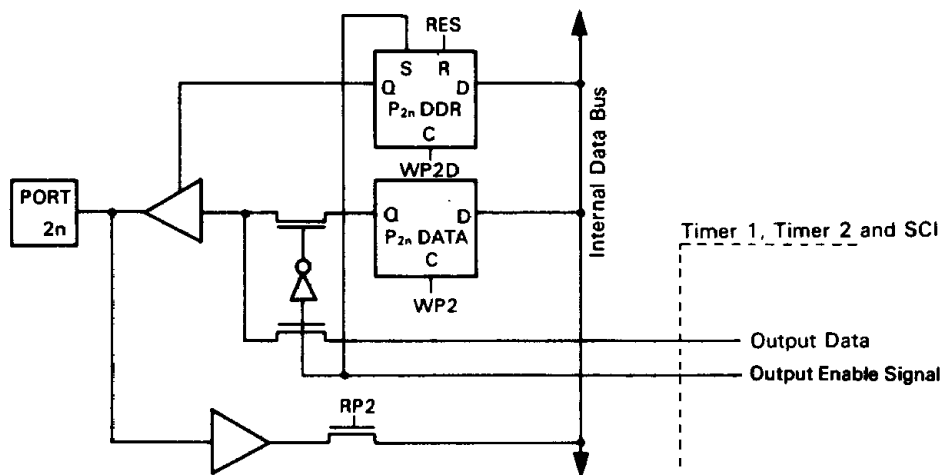 RES
S R
Q D
P2n DDR
C
WP2D
PORT
2n
Q D
P2n DATA
C
WP2
Internal Data Bus
Timer 1, Timer 2 and SCI
Output Data
Output Enable Signal
RP2